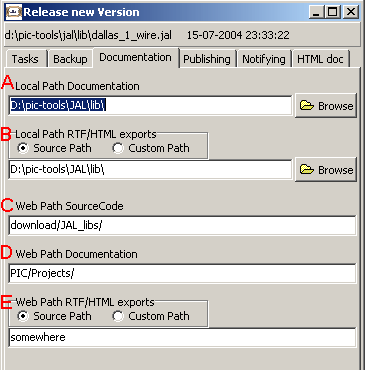 Release new Version
d:\pic-tools\jal\lib\dallas_1_wire.jal 15-07-2004 23:33:22
Tasks Backup Documentation Publishing Notifying HTML doc
A Local Path Documentation
D:\pic-tools\JAL\lib\ Browse
B Local Path RTF/HTML exports
Source Path Custom Path
D:\pic-tools\JAL\lib\ Browse
C Web Path SourceCode
download/JAL_libs/
D Web Path Documentation
PIC/Projects/
E Web Path RTF/HTML exports
Source Path Custom Path
somewhere